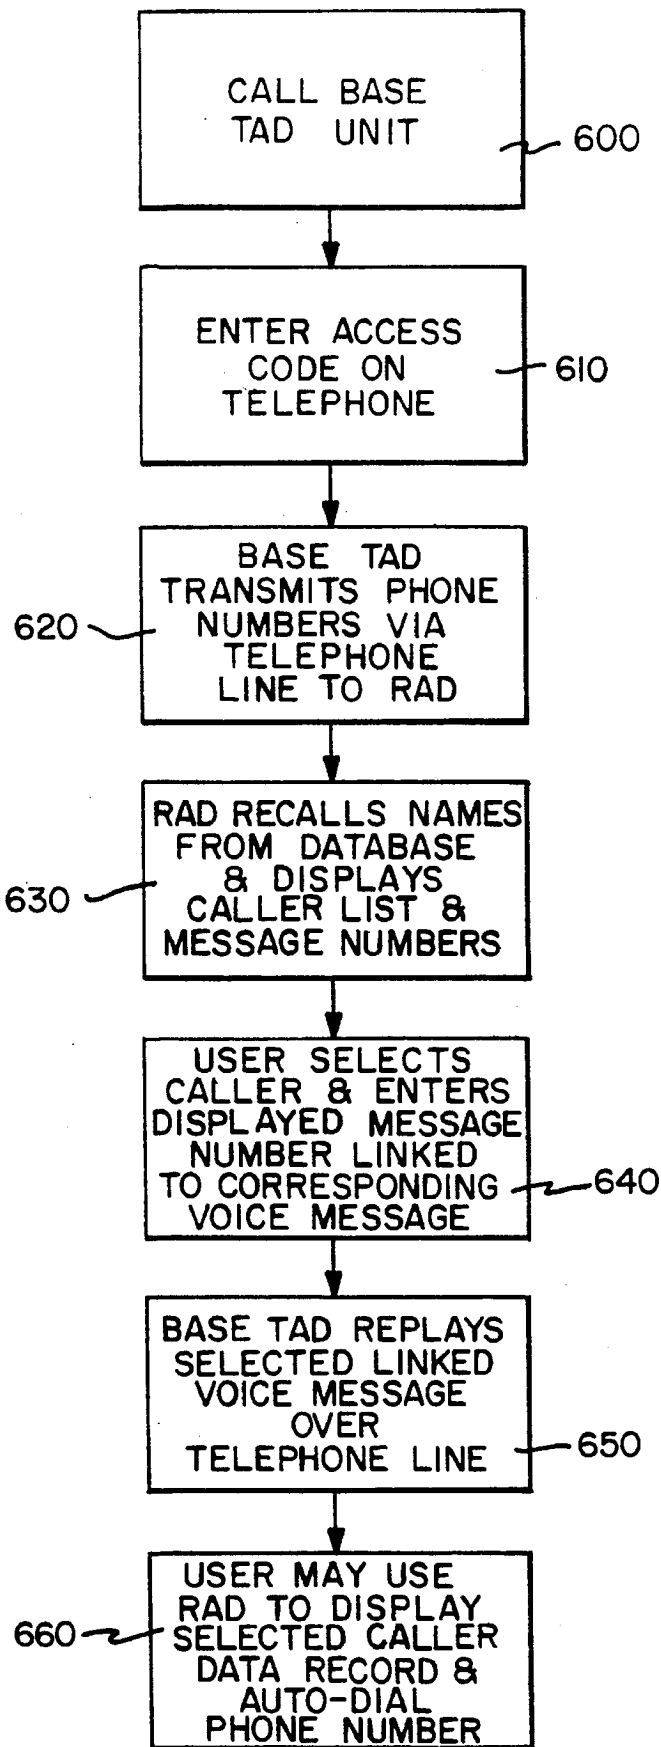 CALL BASE
TAD UNIT
600
ENTER ACCESS
CODE ON
TELEPHONE
610
BASE TAD
TRANSMITS PHONE
NUMBERS VIA
TELEPHONE
LINE TO RAD
620
RAD RECALLS NAMES
FROM DATABASE
& DISPLAYS
CALLER LIST &
MESSAGE NUMBERS
630
USER SELECTS
CALLER & ENTERS
DISPLAYED MESSAGE
NUMBER LINKED
TO CORRESPONDING
VOICE MESSAGE
640
BASE TAD REPLAYS
SELECTED LINKED
VOICE MESSAGE
OVER
TELEPHONE LINE
650
USER MAY USE
RAD TO DISPLAY
SELECTED CALLER
DATA RECORD &
AUTO-DIAL
PHONE NUMBER
660